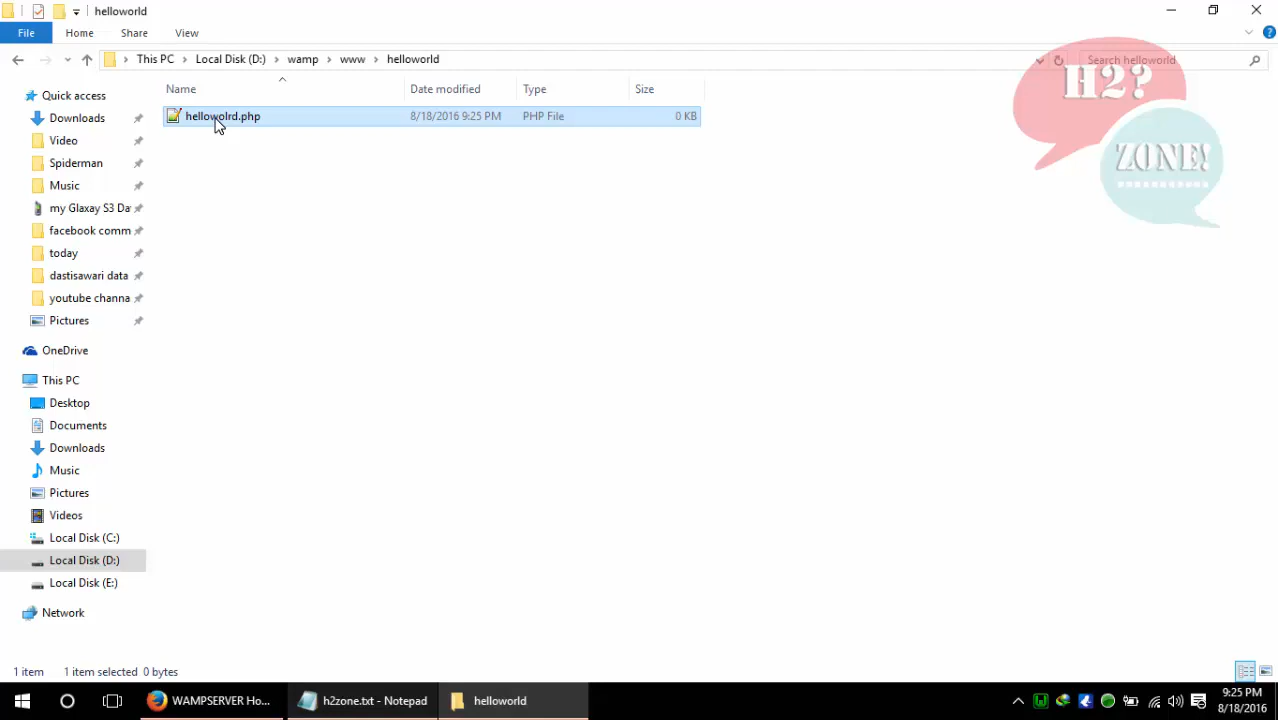 helloworld
File Home Share View
This PC Local Disk (D:) wamp www helloworld Search helloworld
Name Date modified Type Size
hellowolrd.php 8/18/2016 9:25 PM PHP File 0 KB
Quick access
Downloads
Video
Spiderman
Music
my Glaxay S3 Da
facebook comm
today
dastisawari data
youtube channa
Pictures
OneDrive
This PC
Desktop
Documents
Downloads
Music
Pictures
Videos
Local Disk (C:)
Local Disk (D:)
Local Disk (E:)
Network
H2?
ZONE!
1 item 1 item selected 0 bytes
WAMPSERVER Ho... h2zone.txt - Notepad helloworld
9:25 PM
8/18/2016